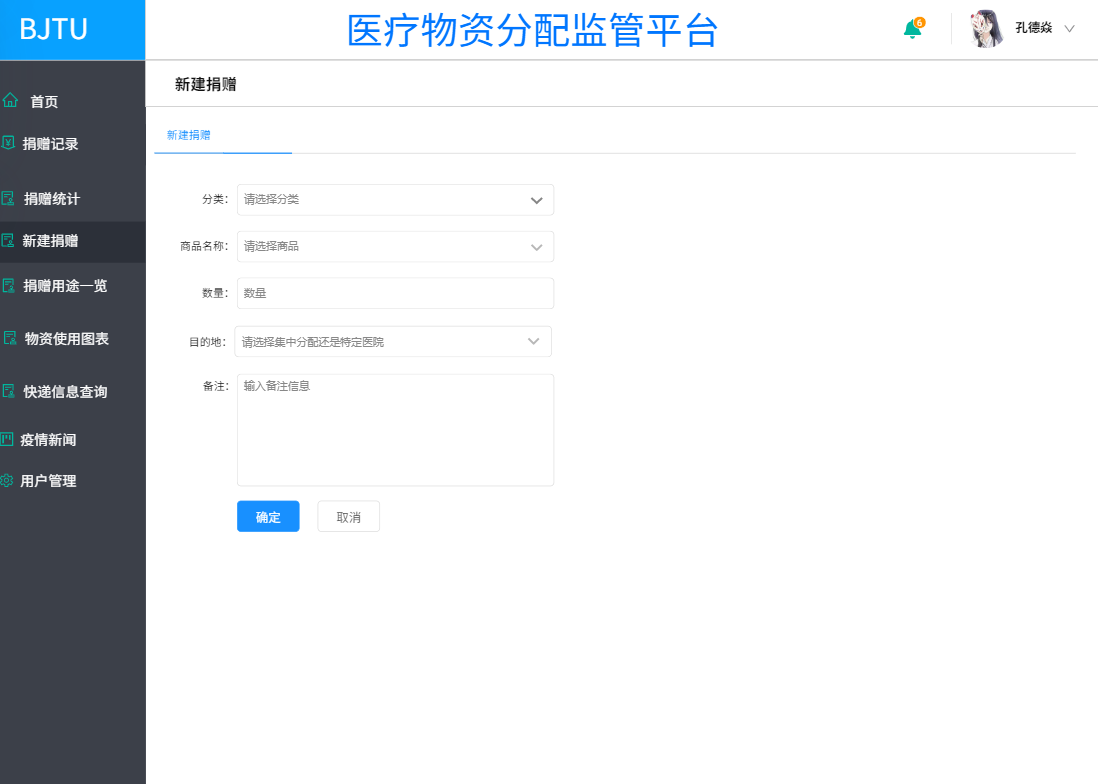 BJTU
医疗物资分配监管平台
6
孔德焱
新建捐赠
首页
捐赠记录
捐赠统计
新建捐赠
捐赠用途一览
物资使用图表
快递信息查询
疫情新闻
用户管理
新建捐赠
分类： 请选择分类
商品名称： 请选择商品
数量： 数量
目的地： 请选择集中分配还是特定医院
备注： 输入备注信息
确定 取消